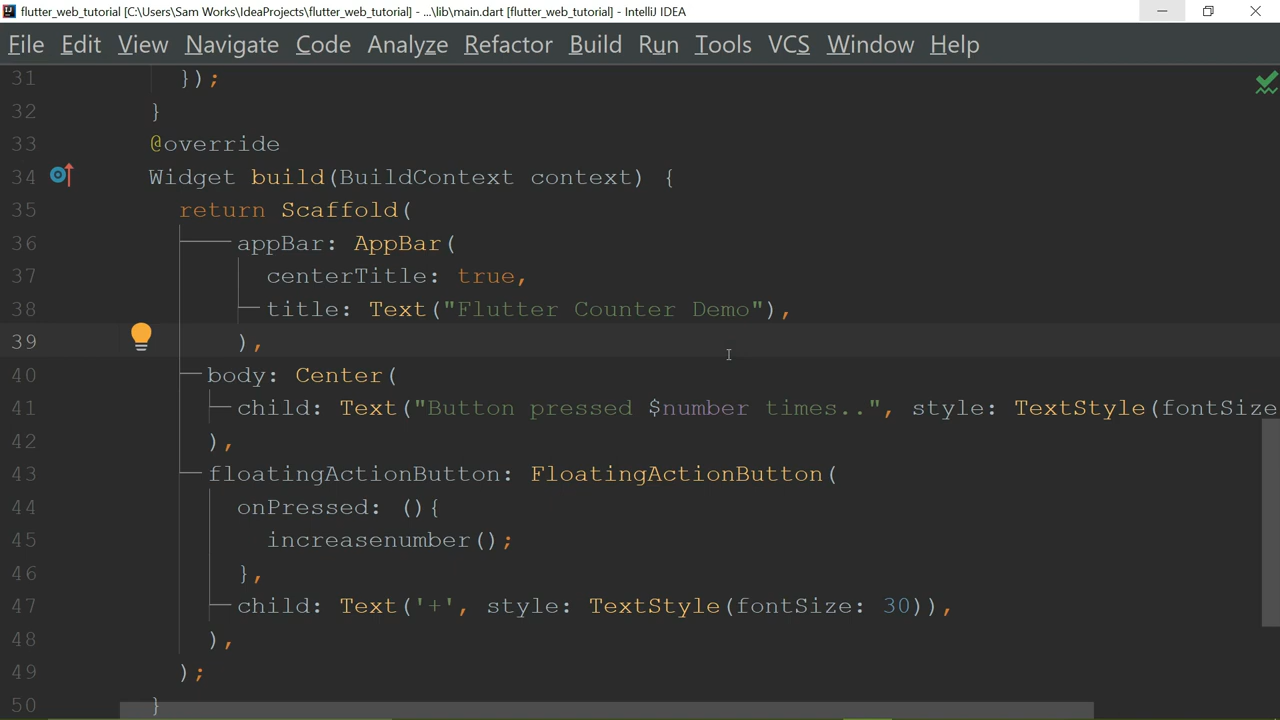 flutter_web_tutorial [C:\Users\Sam Works\IdeaProjects\flutter_web_tutorial] - ...\lib\main.dart [flutter_web_tutorial] - IntelliJ IDEA
File Edit View Navigate Code Analyze Refactor Build Run Tools VCS Window Help
31 });
32 }
33 @override
34 Widget build(BuildContext context) {
35 return Scaffold(
36 appBar: AppBar(
37 centerTitle: true,
38 title: Text("Flutter Counter Demo"),
39 ),
40 body: Center(
41 child: Text("Button pressed $number times..", style: TextStyle(fontSize
42 ),
43 floatingActionButton: FloatingActionButton(
44 onPressed: (){
45 increasenumber();
46 },
47 child: Text('+', style: TextStyle(fontSize: 30)),
48 ),
49 );
50 }